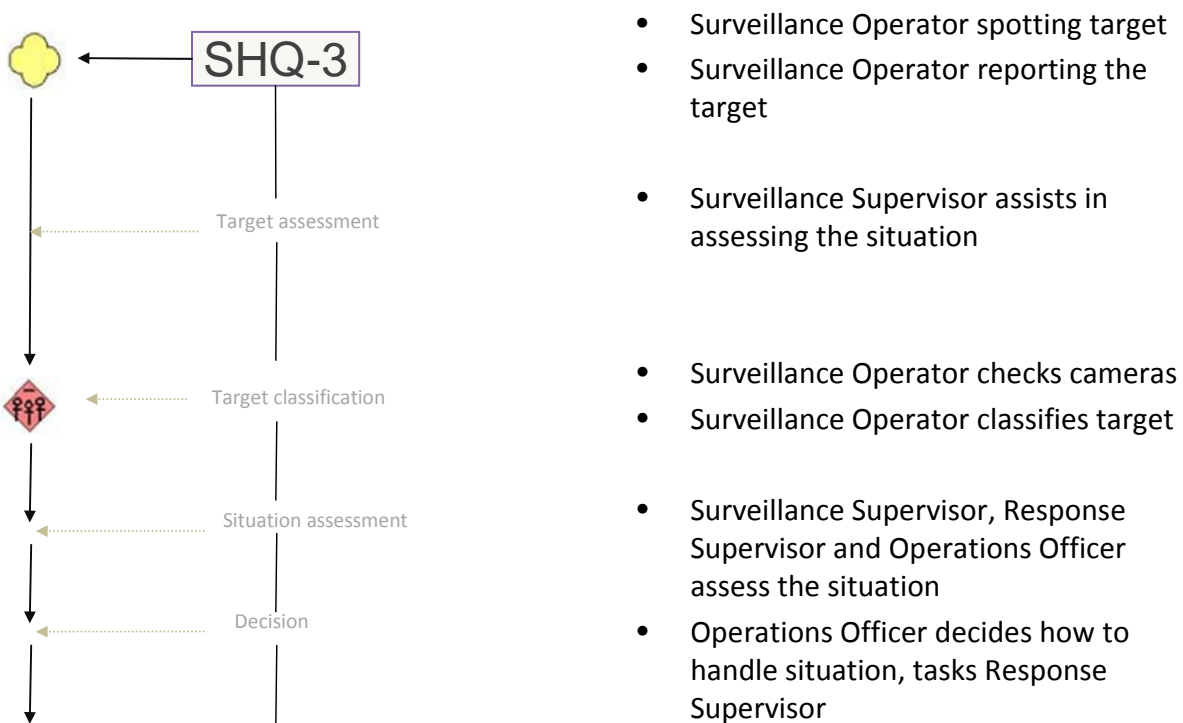 SHQ-3
Target assessment
Target classification
Situation assessment
Decision
• Surveillance Operator spotting target
• Surveillance Operator reporting the
target
• Surveillance Supervisor assists in
assessing the situation
• Surveillance Operator checks cameras
• Surveillance Operator classifies target
• Surveillance Supervisor, Response
Supervisor and Operations Officer
assess the situation
• Operations Officer decides how to
handle situation, tasks Response
Supervisor